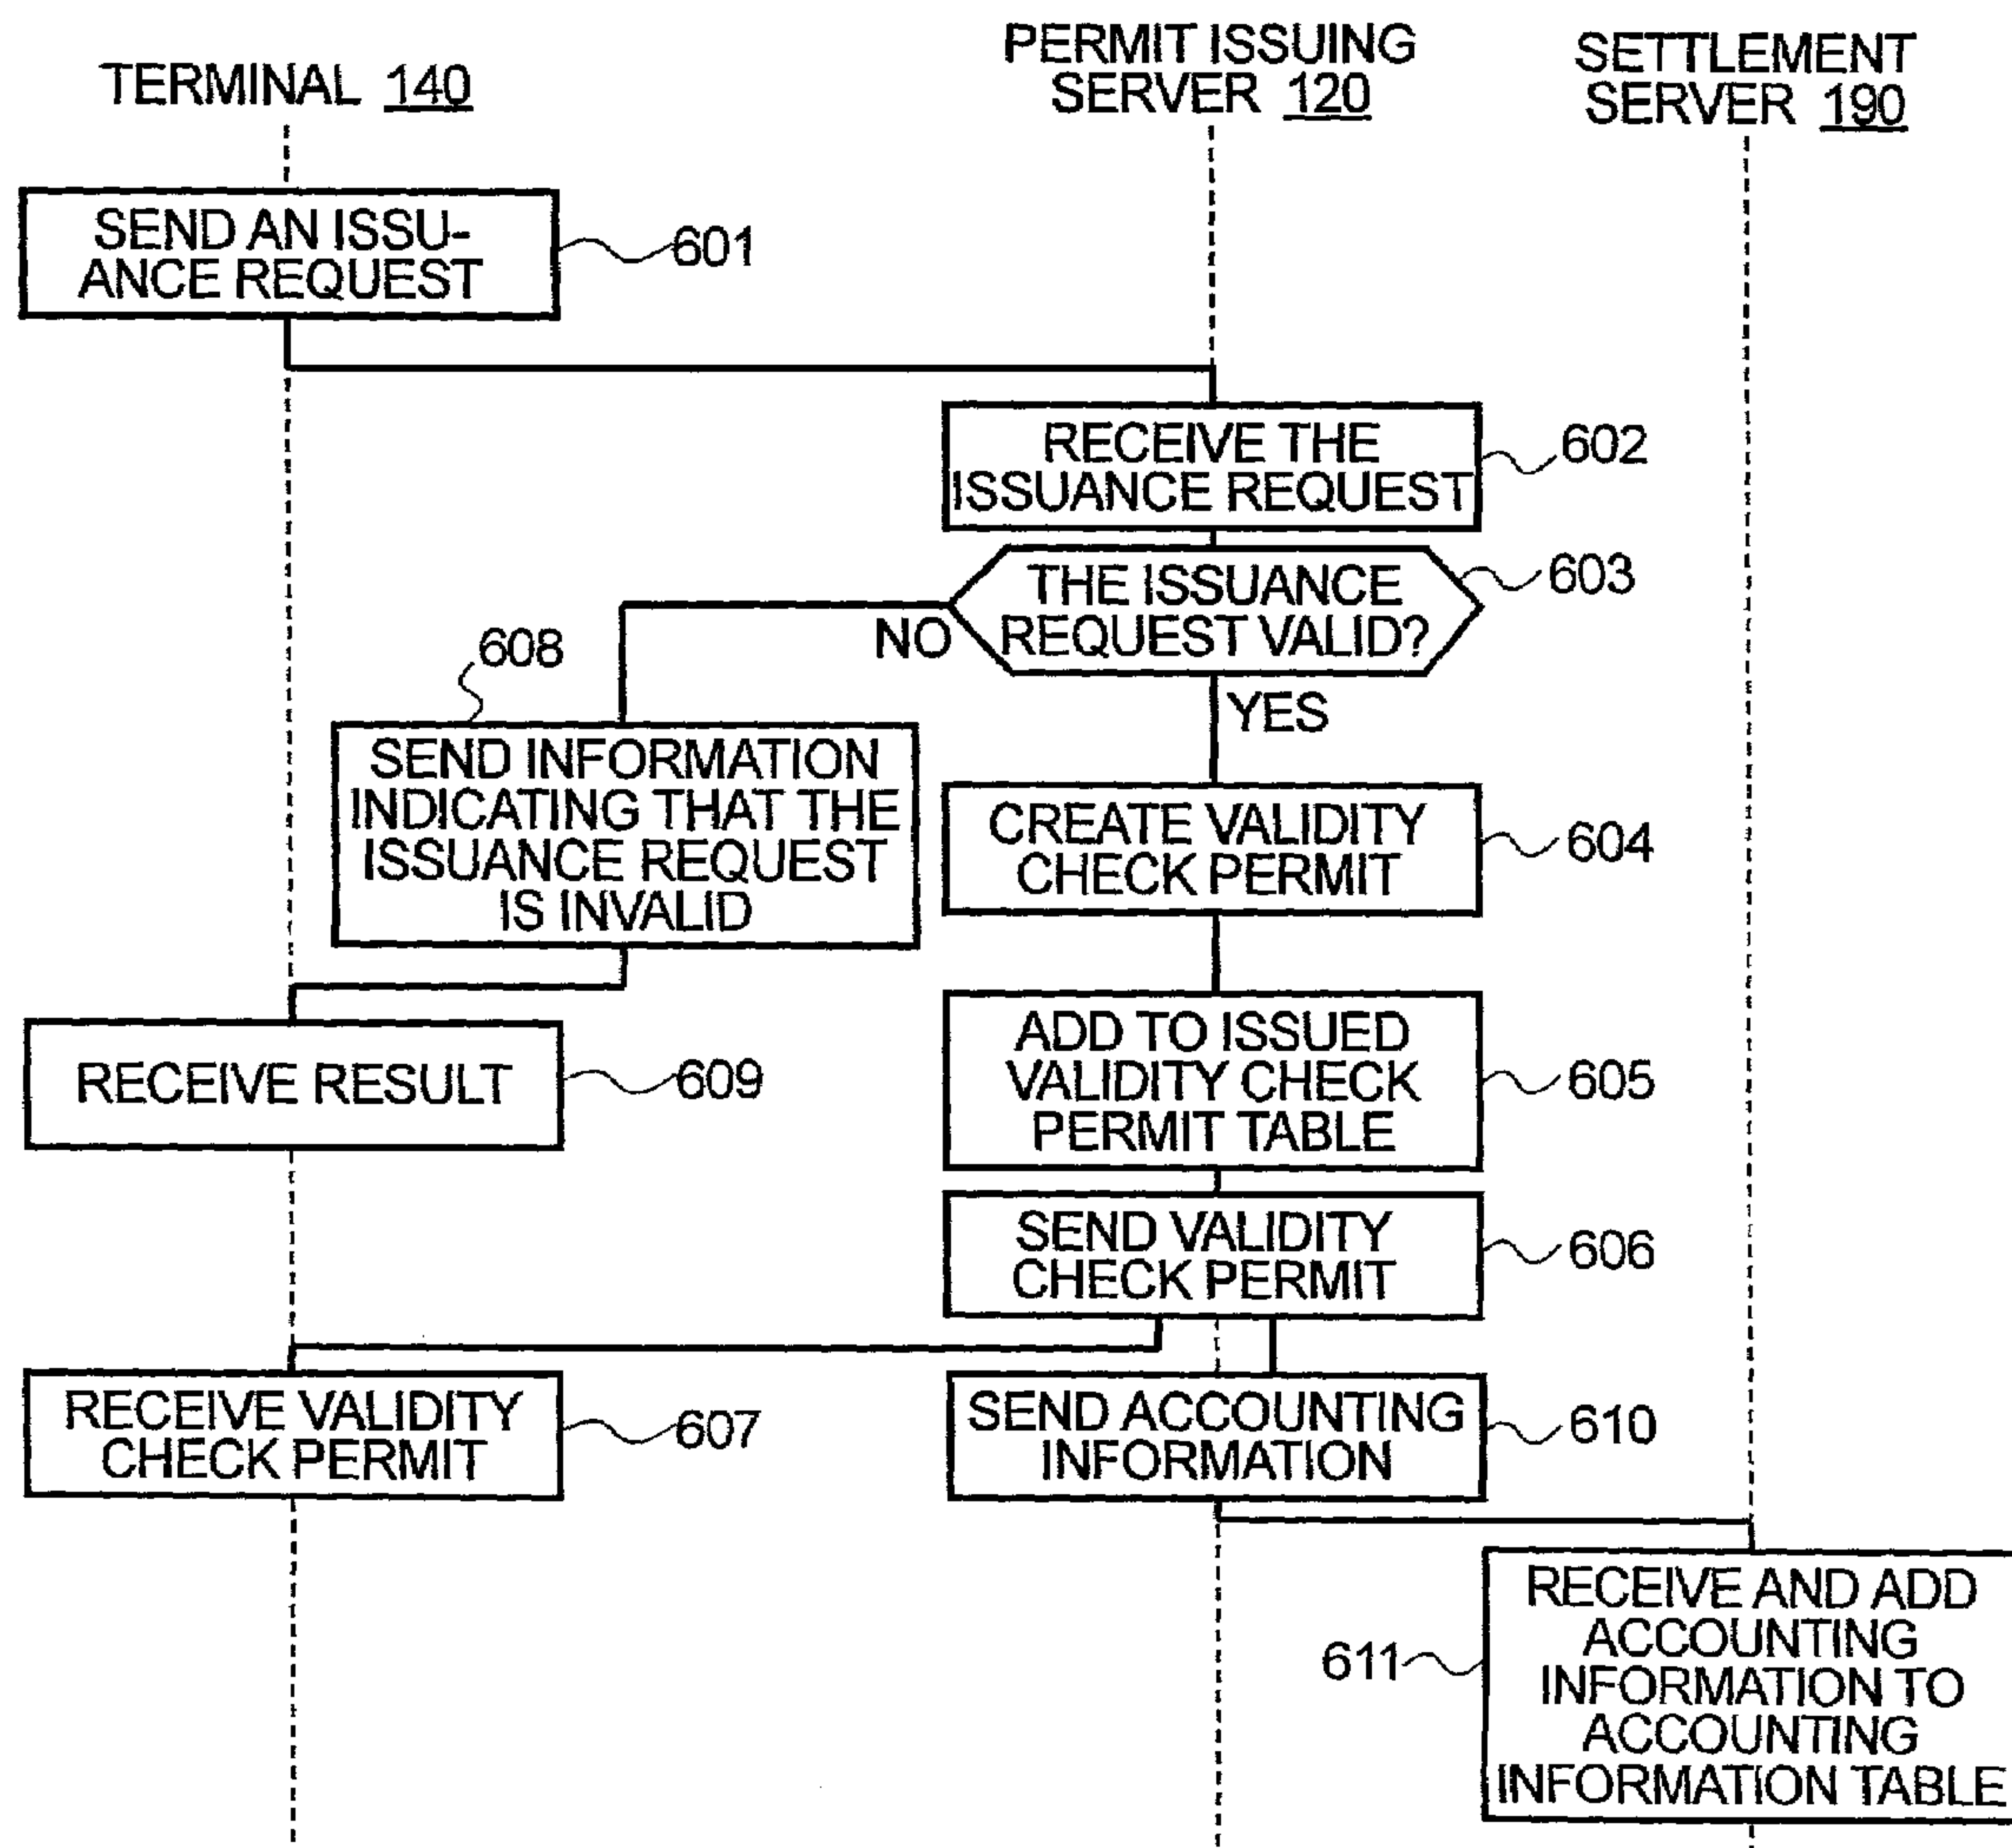 TERMINAL 140
PERMIT ISSUING
SERVER 120
SETTLEMENT
SERVER 190
SEND AN ISSU-
ANCE REQUEST
601
RECEIVE THE
ISSUANCE REQUEST
602
THE ISSUANCE
REQUEST VALID?
603
NO
YES
608
SEND INFORMATION
INDICATING THAT THE
ISSUANCE REQUEST
IS INVALID
CREATE VALIDITY
CHECK PERMIT
604
RECEIVE RESULT
609
ADD TO ISSUED
VALIDITY CHECK
PERMIT TABLE
605
SEND VALIDITY
CHECK PERMIT
606
RECEIVE VALIDITY
CHECK PERMIT
607
SEND ACCOUNTING
INFORMATION
610
RECEIVE AND ADD
ACCOUNTING
INFORMATION TO
ACCOUNTING
INFORMATION TABLE
611